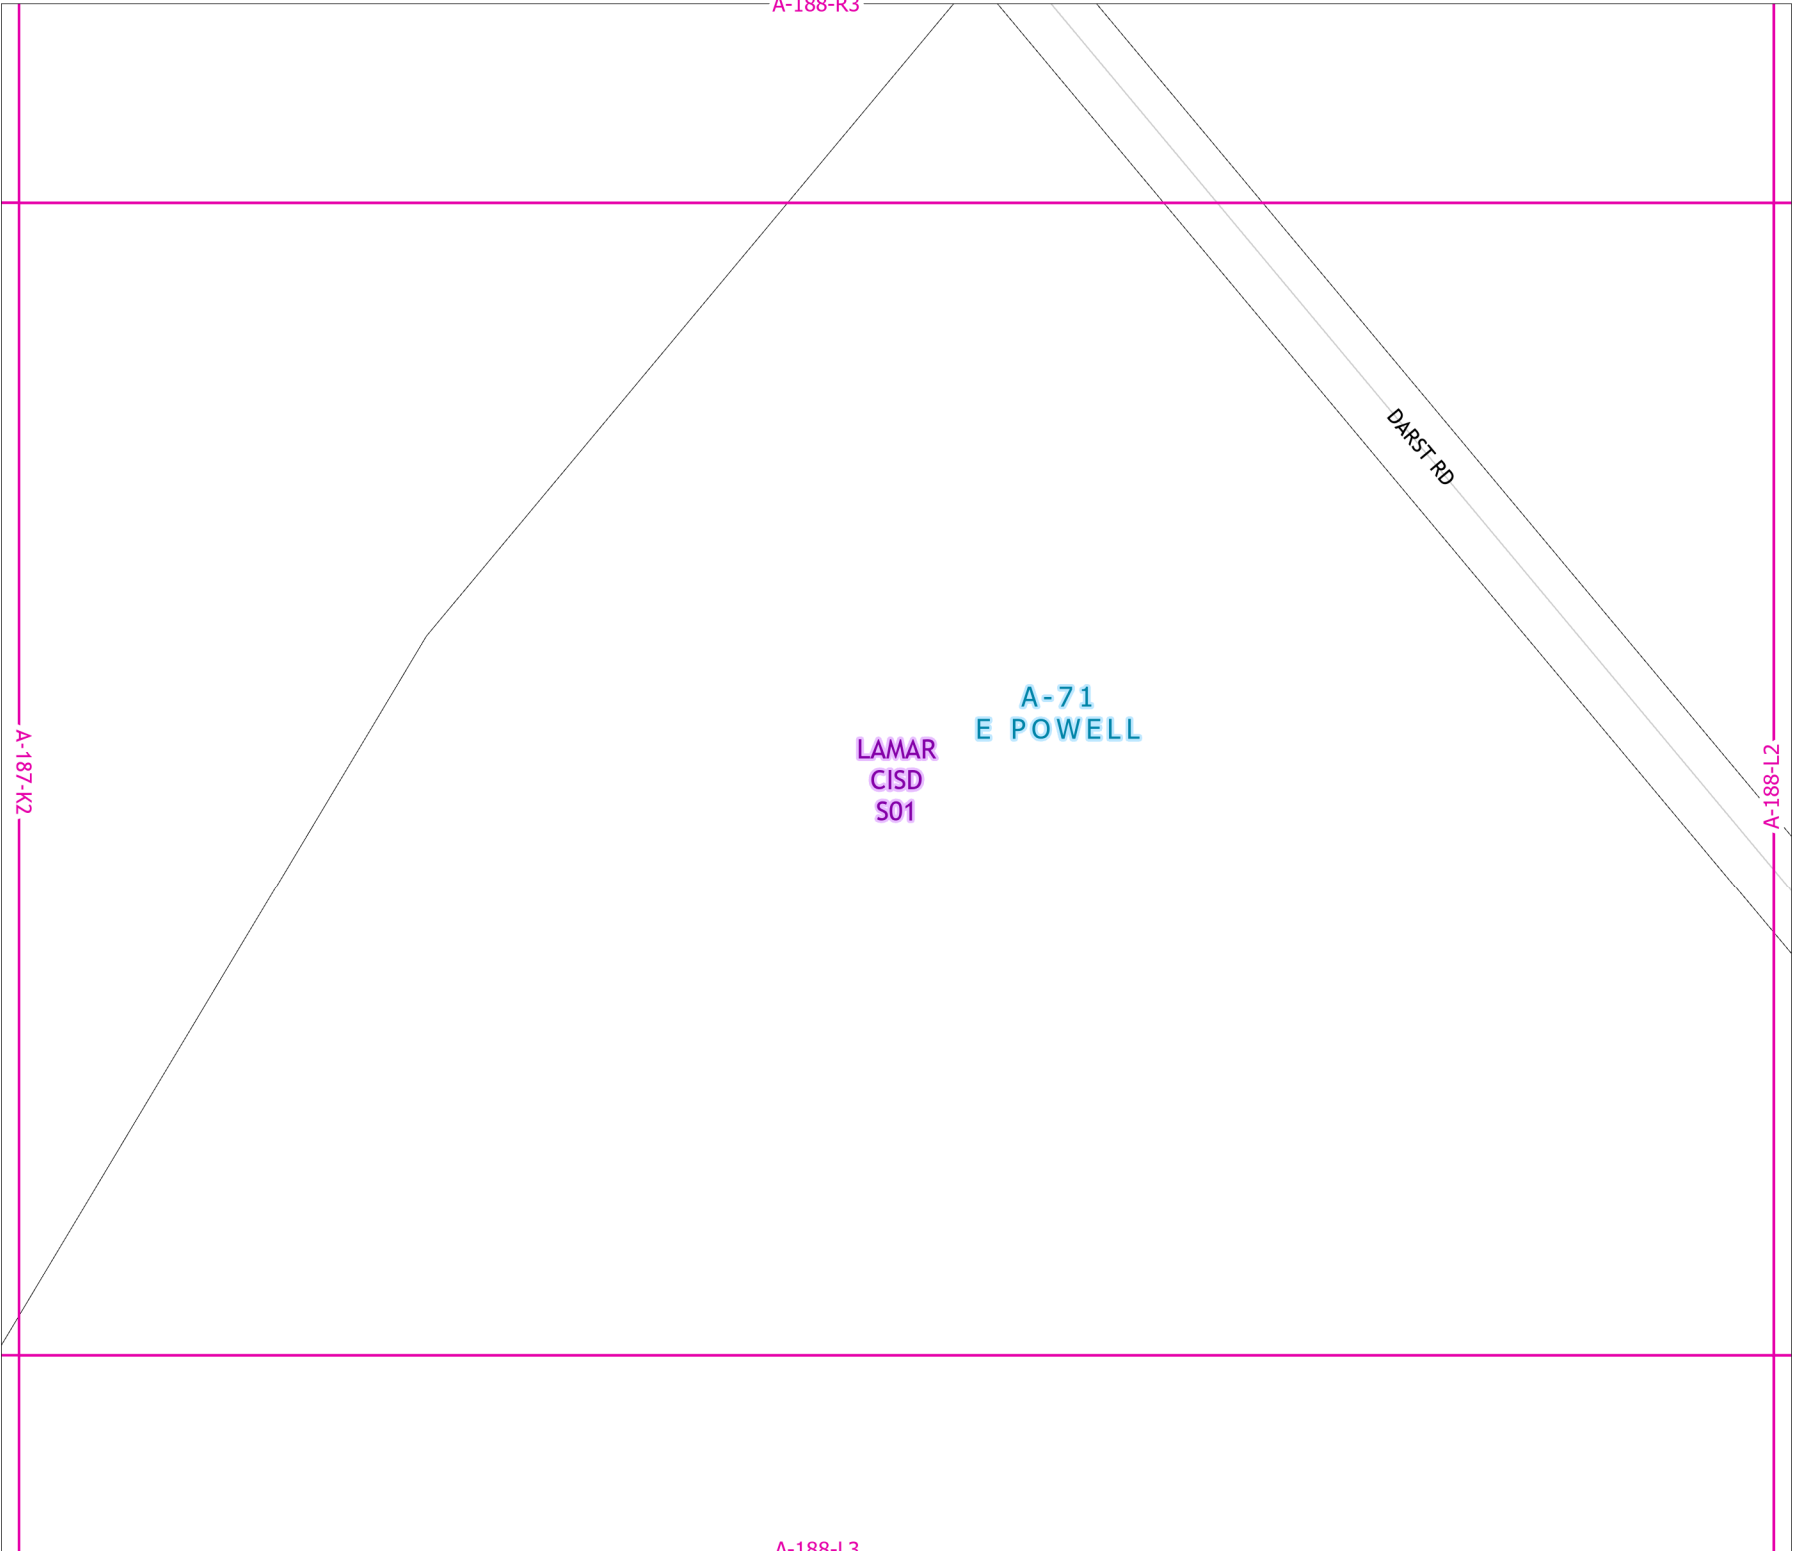 A-188-R3
DARST RD
A-71
E POWELL
LAMAR
CISD
S01
A-187-K2
A-188-L2
A-188-L3